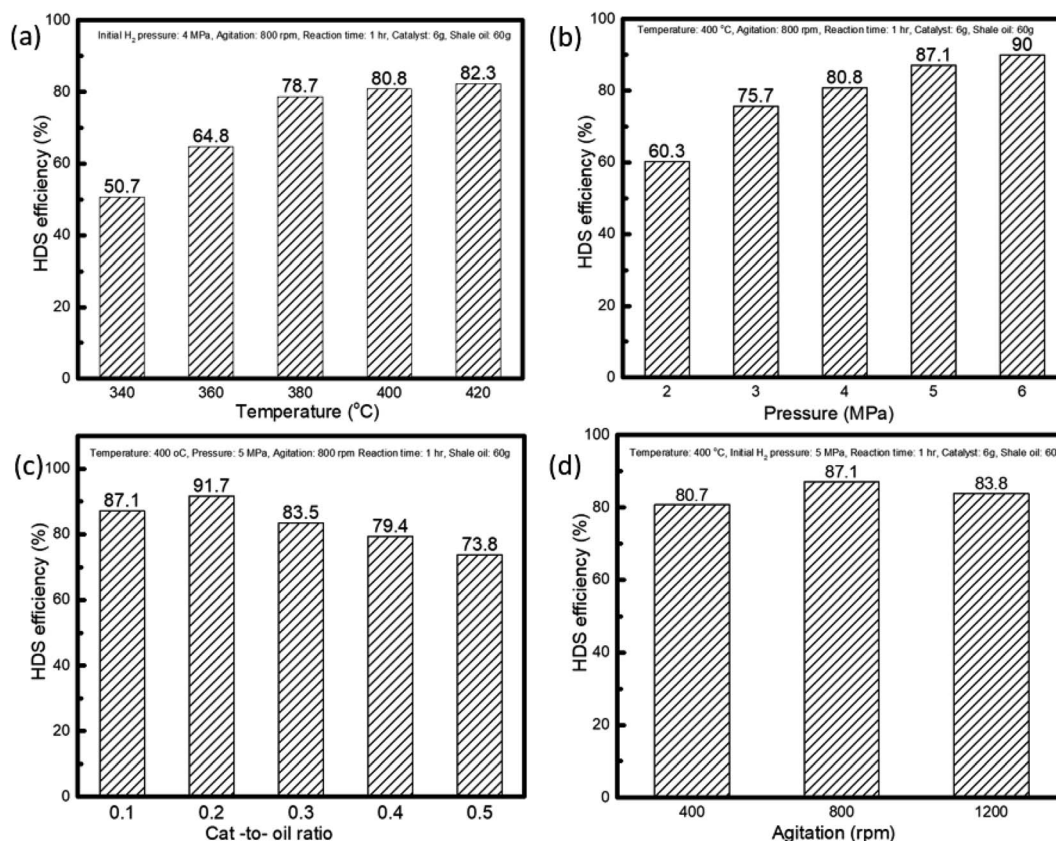 (a)
Initial H2 pressure: 4 MPa, Agitation: 800 rpm, Reaction time: 1 hr, Catalyst: 6g, Shale oil: 60g
100
80
60
40
20
0
HDS efficiency (%)
50.7
64.8
78.7
80.8
82.3
340 360 380 400 420
Temperature (oC)
(b)
Temperature: 400 °C, Agitation: 800 rpm, Reaction time: 1 hr, Catalyst: 6g, Shale oil: 60g
100
80
60
40
20
0
HDS efficiency (%)
60.3
75.7
80.8
87.1
90
2 3 4 5 6
Pressure (MPa)
(c)
Temperature: 400 oC, Pressure: 5 MPa, Agitation: 800 rpm Reaction time: 1 hr, Shale oil: 60g
100
80
60
40
20
0
HDS efficiency (%)
87.1
91.7
83.5
79.4
73.8
0.1 0.2 0.3 0.4 0.5
Cat -to- oil ratio
(d)
Temperature: 400 °C, Initial H2 pressure: 5 MPa, Reaction time: 1 hr, Catalyst: 6g, Shale oil: 60
100
80
60
40
20
0
HDS efficiency (%)
80.7
87.1
83.8
400 800 1200
Agitation (rpm)